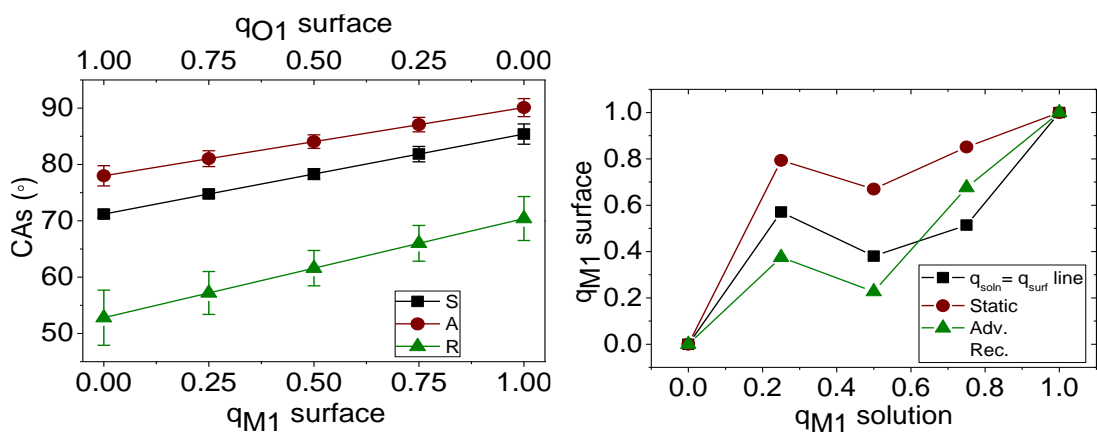 qO1 surface
1.00 0.75 0.50 0.25 0.00
CAs (°)
90
80
70
60
50
S
A
R
0.00 0.25 0.50 0.75 1.00
qM1 surface
qM1 surface
1.0
0.8
0.6
0.4
0.2
0.0
qsoln= qsurf line
Static
Adv.
Rec.
0.0 0.2 0.4 0.6 0.8 1.0
qM1 solution